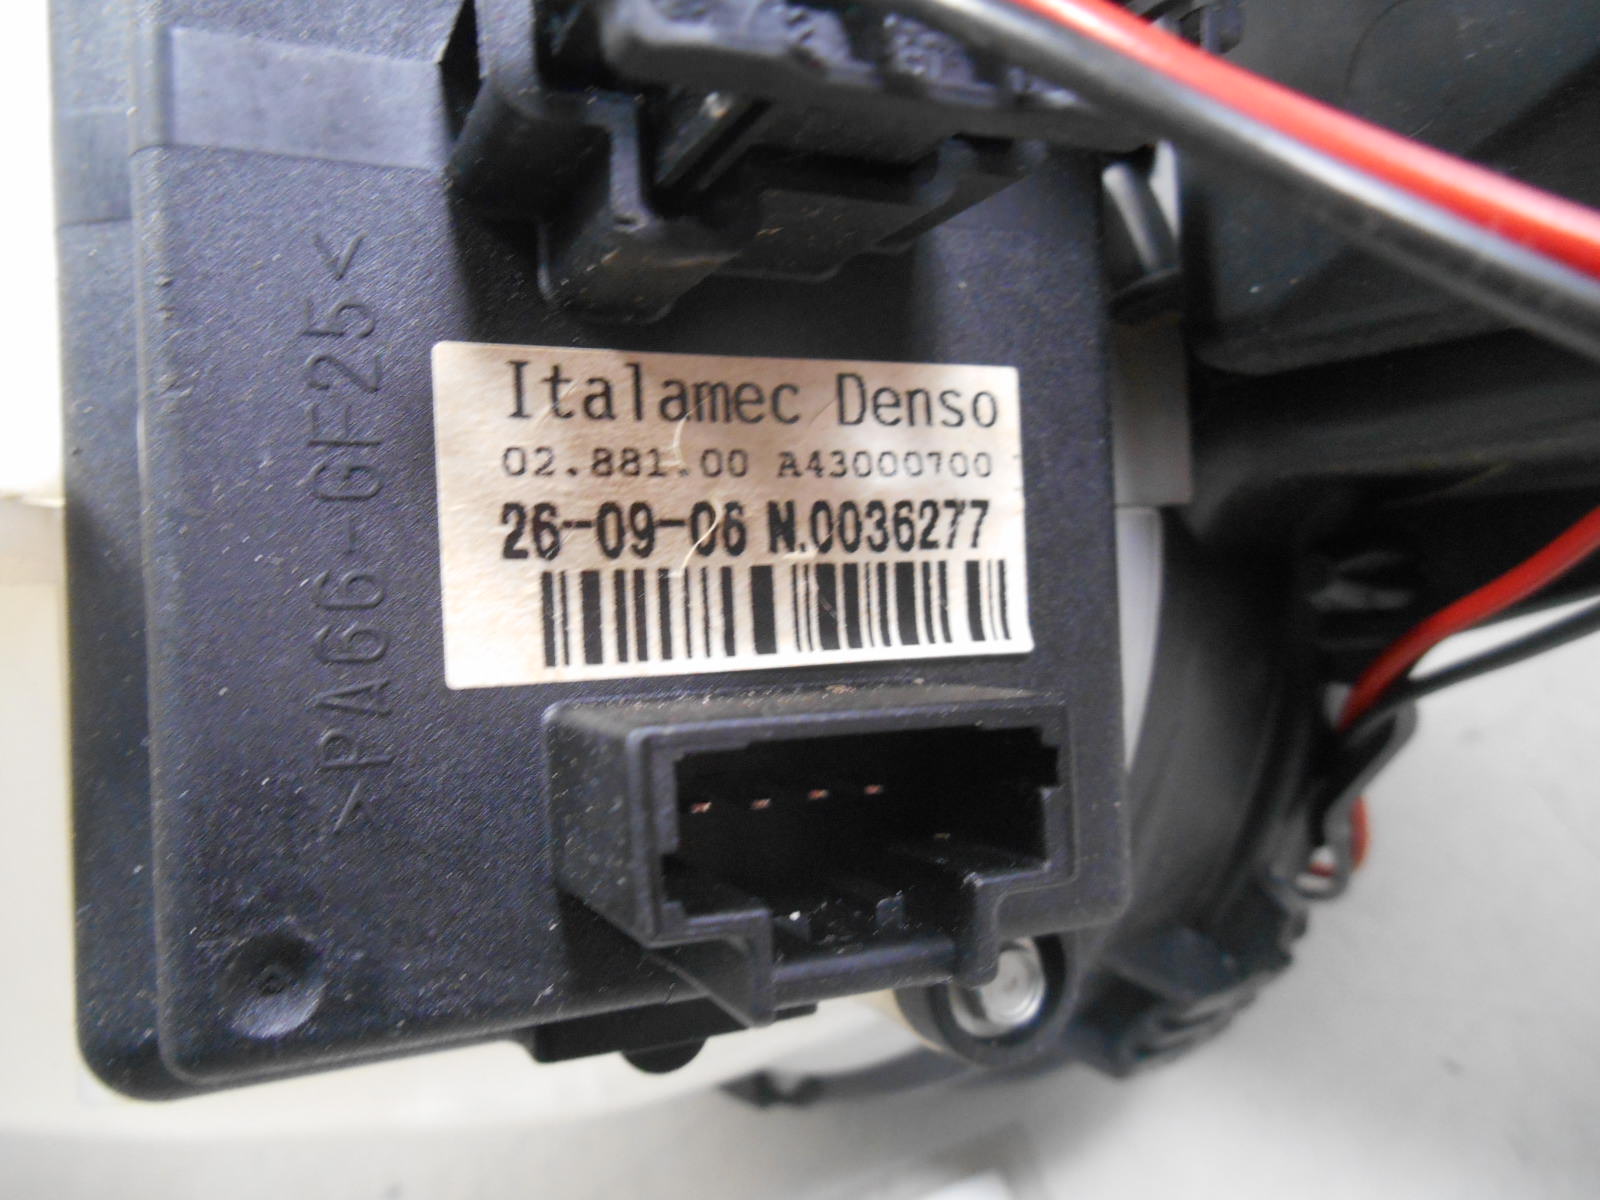 Italamec Denso
02.881.00 A43000700
26-09-06 N.0036277
>PA66-GF25<